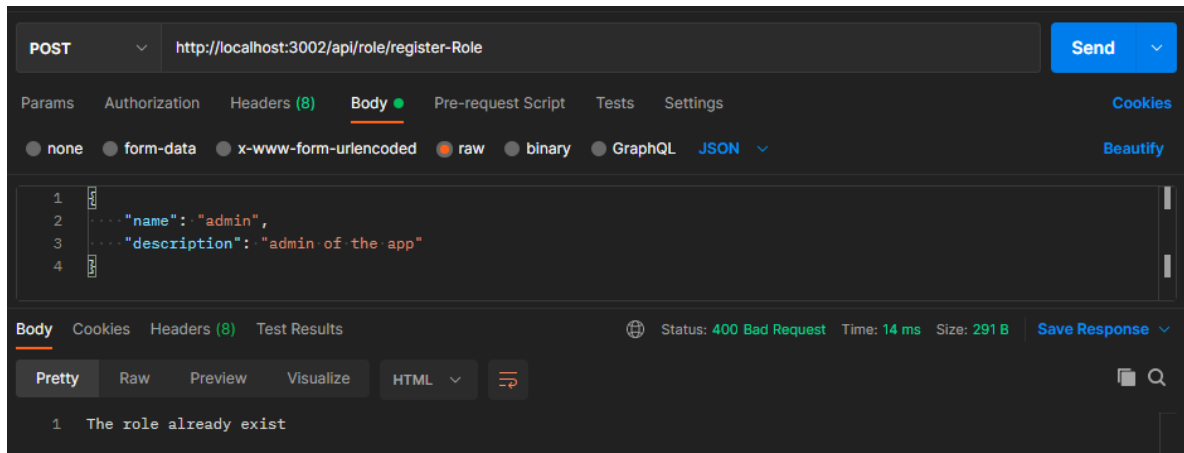 POST http://localhost:3002/api/role/register-Role Send
Params Authorization Headers (8) Body Pre-request Script Tests Settings Cookies
none form-data x-www-form-urlencoded raw binary GraphQL JSON Beautify
1 {
2 "name": "admin",
3 "description": "admin of the app"
4 }
Body Cookies Headers (8) Test Results Status: 400 Bad Request Time: 14 ms Size: 291 B Save Response
Pretty Raw Preview Visualize HTML
1 The role already exist